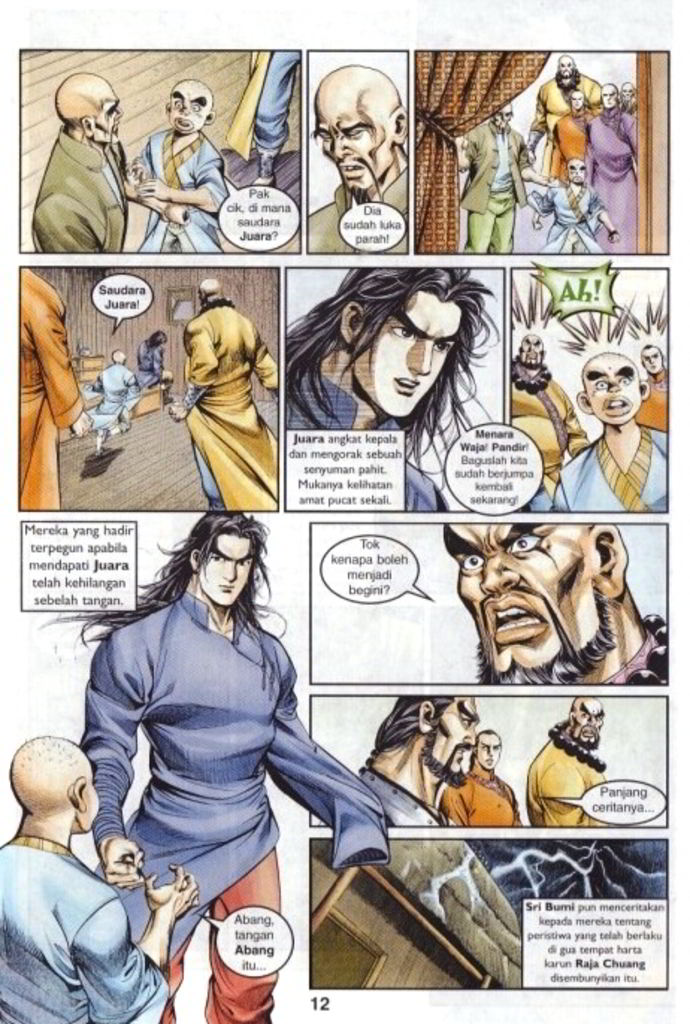 Pak
cik, di mana
saudara
Juara?
Dia
sudah luka
parah!
Saudara
Juara!
Juara angkat kepala
dan mengorak sebuah
senyuman pahit.
Mukanya kelihatan
amat pucat sekali.
Menara
Waja! Pandir!
Baguslah kita
sudah berjumpa
kembali
sekarang!
Ah!
Mereka yang hadir
terpegun apabila
mendapati Juara
telah kehilangan
sebelah tangan.
Abang,
tangan
Abang
itu...
Tok
kenapa boleh
menjadi
begini?
Panjang
ceritanya...
Sri Bumi pun menceritakan
kepada mereka tentang
peristiwa yang telah berlaku
di gua tempat harta
karun Raja Chuang
disembunyikan itu.
12